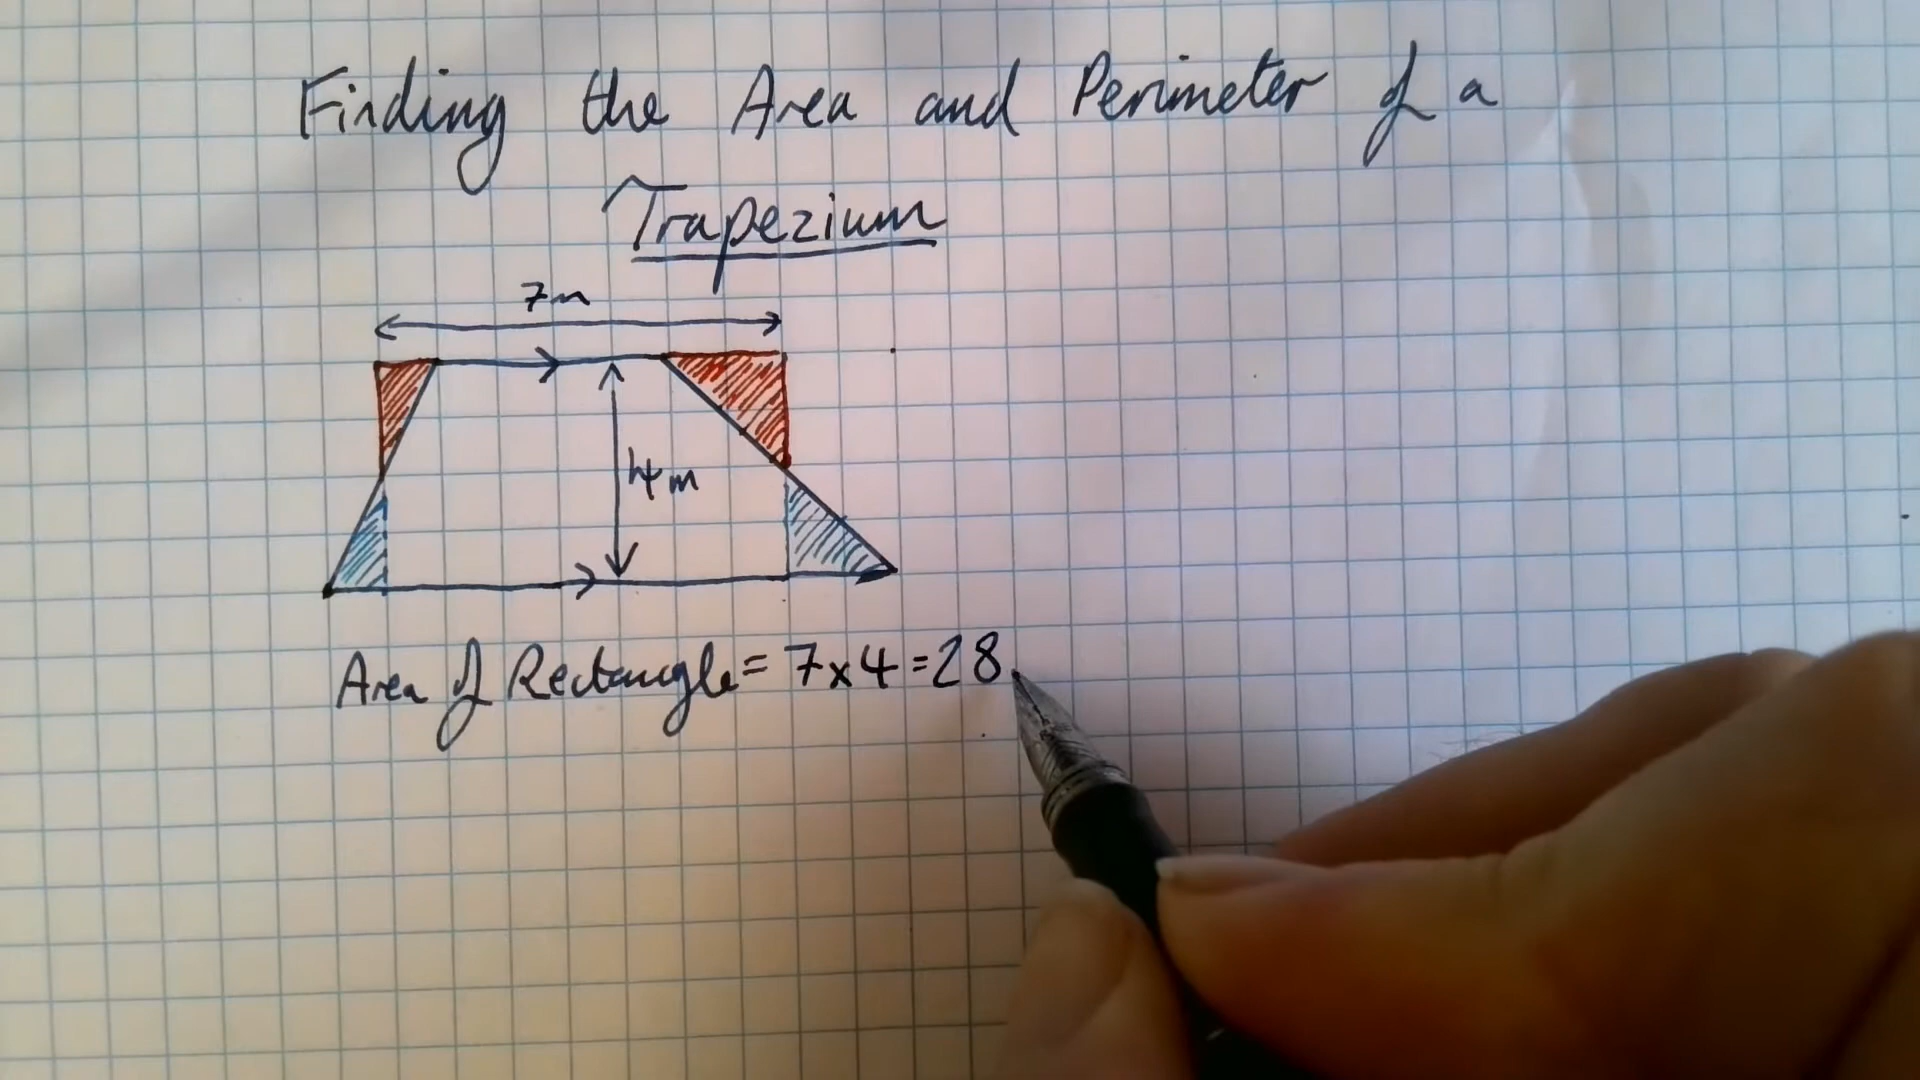 Finding the Area and Perimeter of a
Trapezium
7m
4m
Area of Rectangle = 7x4 = 28